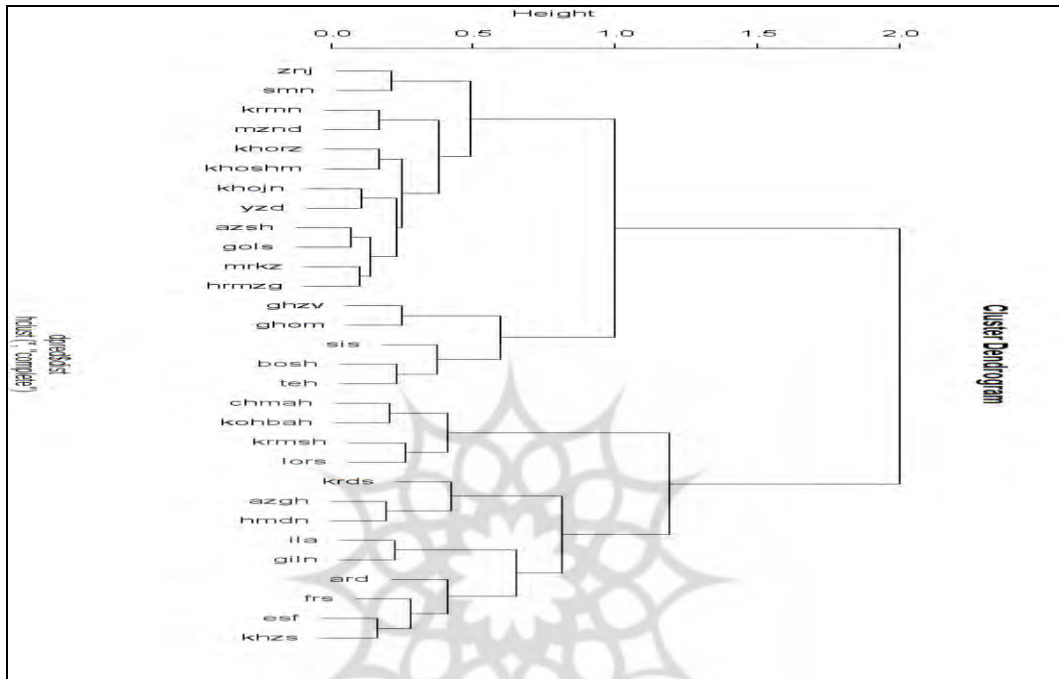 Height
0.0 0.5 1.0 1.5 2.0
znj
smn
krmn
mznd
khorz
khoshm
khojn
yzd
azsh
gols
mrkz
hrmzg
ghzv
ghom
sis
bosh
teh
chmah
kohbah
krmsh
lors
krds
azgh
hmdn
ila
giln
ard
frs
esf
khzs
Cluster Dendrogram
hclust (*, "complete")